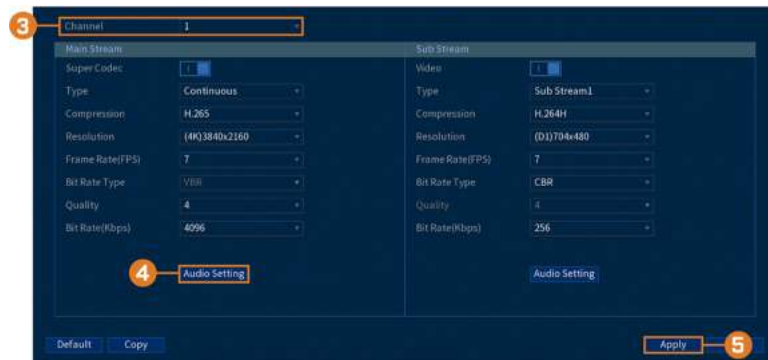 3 Channel 1
Main Stream
Super Codec
Type Continuous
Compression H.265
Resolution (4K)3840x2160
Frame Rate(FPS) 7
Bit Rate Type VBR
Quality 4
Bit Rate(Kbps) 4096
4 Audio Setting
Sub Stream
Video
Type Sub Stream1
Compression H.264H
Resolution (D1)704x480
Frame Rate(FPS) 7
Bit Rate Type CBR
Quality 4
Bit Rate(Kbps) 256
Audio Setting
Default Copy Apply 5